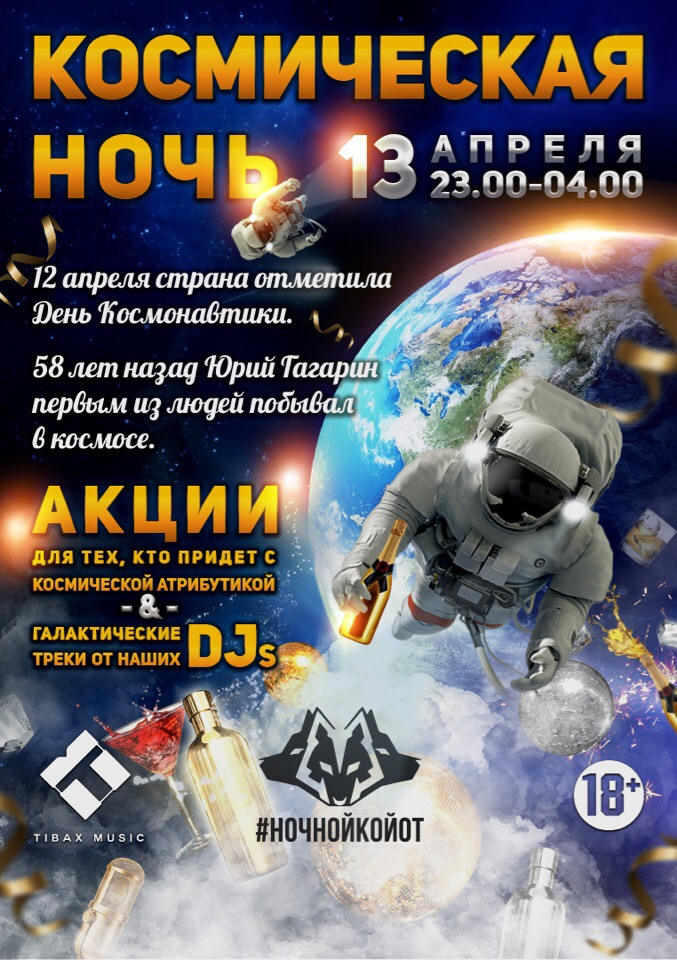 КОСМИЧЕСКАЯ
НОЧЬ 13 АПРЕЛЯ
23.00-04.00
12 апреля страна отметила
День Космонавтики.
58 лет назад Юрий Гагарин
первым из людей побывал
в космосе.
АКЦИИ
ДЛЯ ТЕХ, КТО ПРИДЕТ С
КОСМИЧЕСКОЙ АТРИБУТИКОЙ
- & -
ГАЛАКТИЧЕСКИЕ
ТРЕКИ ОТ НАШИХ DJs
TIBAX MUSIC
#НОЧНОЙКОЙОТ
18+